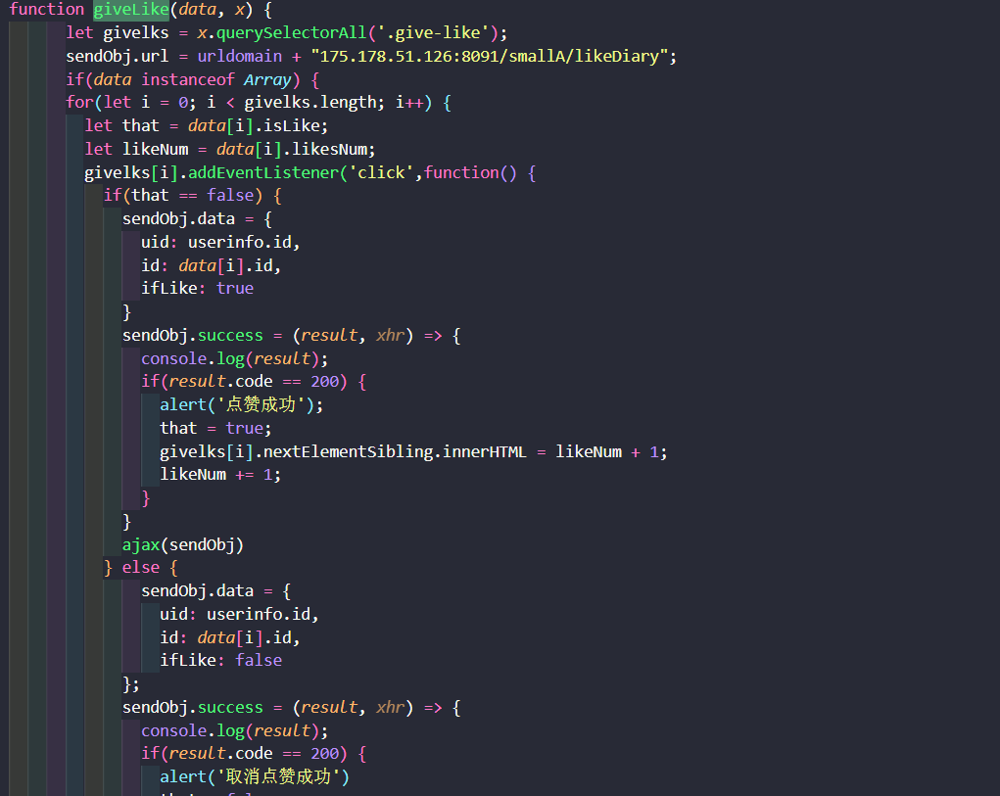 function giveLike(data, x) {
let givelks = x.querySelectorAll('.give-like');
sendObj.url = urldomain + "175.178.51.126:8091/smallA/likeDiary";
if(data instanceof Array) {
for(let i = 0; i < givelks.length; i++) {
let that = data[i].isLike;
let likeNum = data[i].likesNum;
givelks[i].addEventListener('click',function() {
if(that == false) {
sendObj.data = {
uid: userinfo.id,
id: data[i].id,
ifLike: true
}
sendObj.success = (result, xhr) => {
console.log(result);
if(result.code == 200) {
alert('点赞成功');
that = true;
givelks[i].nextElementSibling.innerHTML = likeNum + 1;
likeNum += 1;
}
}
ajax(sendObj)
} else {
sendObj.data = {
uid: userinfo.id,
id: data[i].id,
ifLike: false
};
sendObj.success = (result, xhr) => {
console.log(result);
if(result.code == 200) {
alert('取消点赞成功')